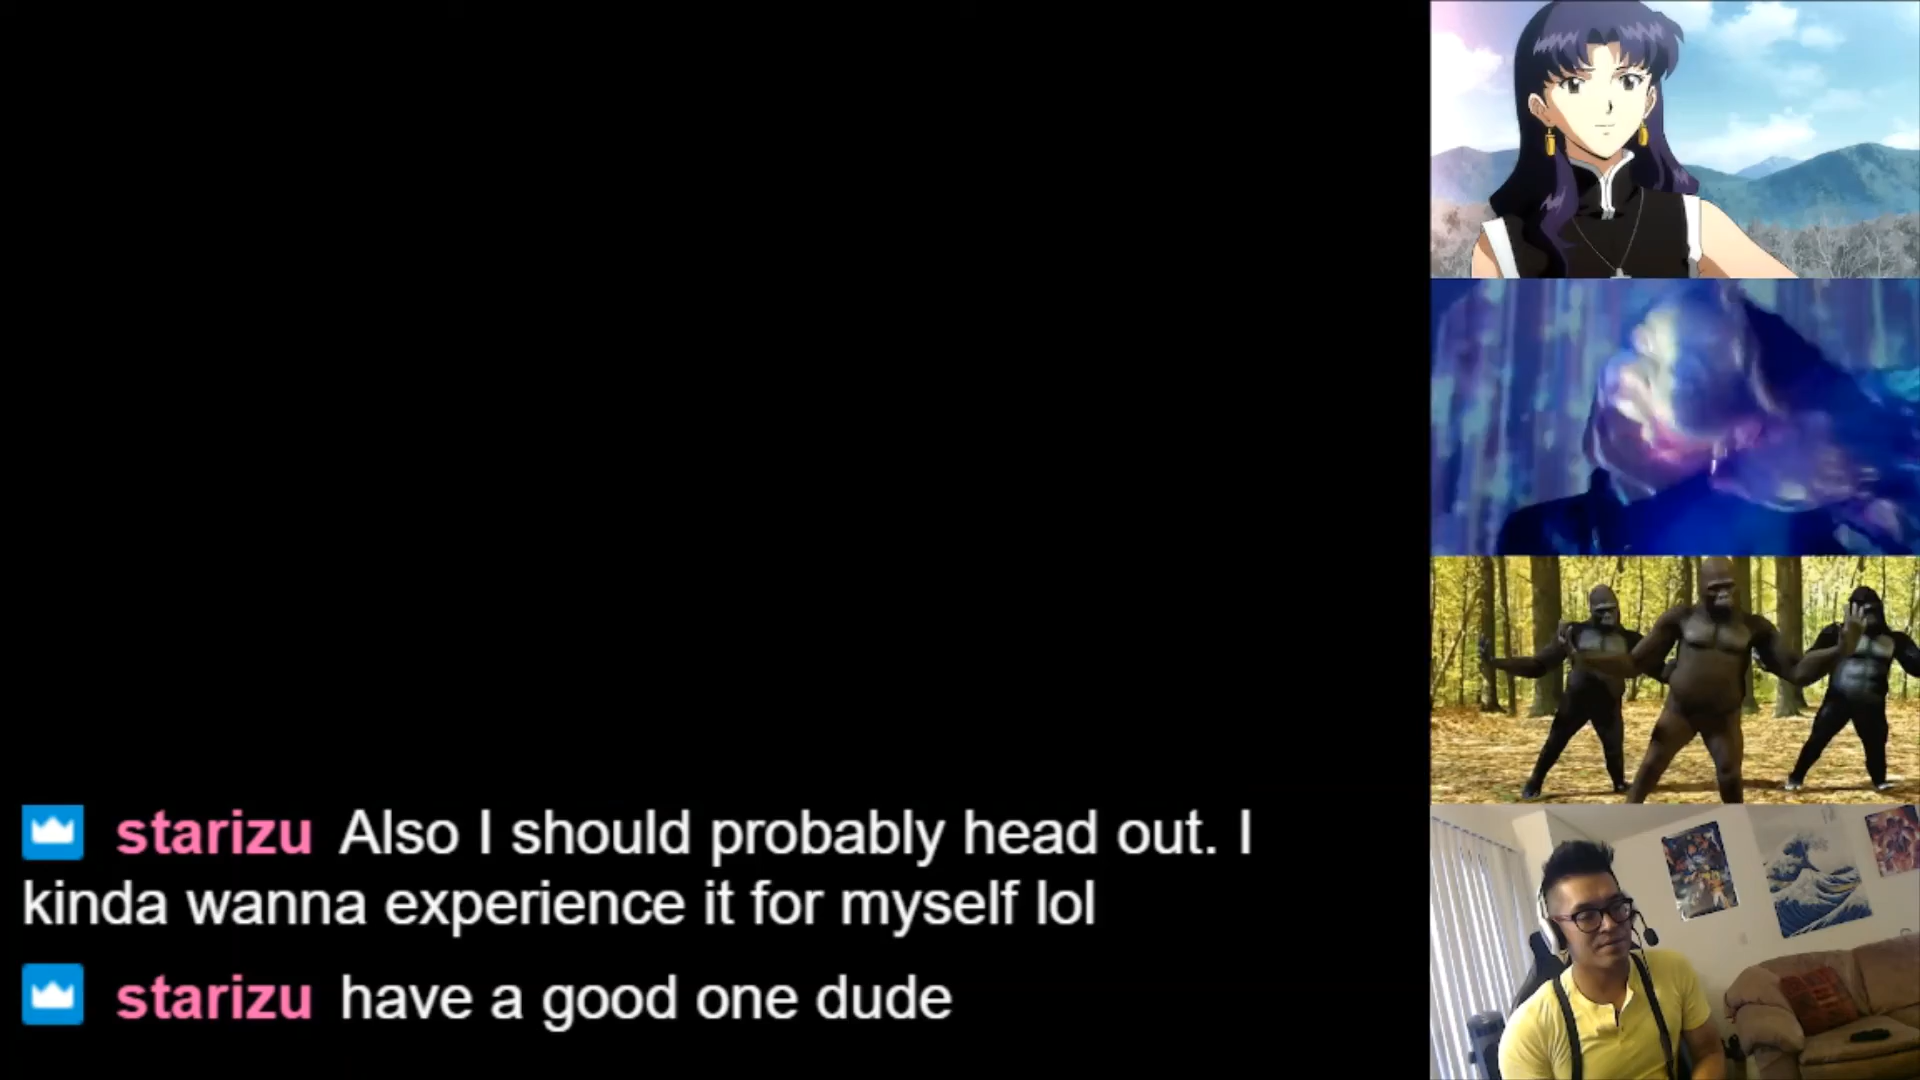 starizu Also I should probably head out. I
kinda wanna experience it for myself lol
starizu have a good one dude